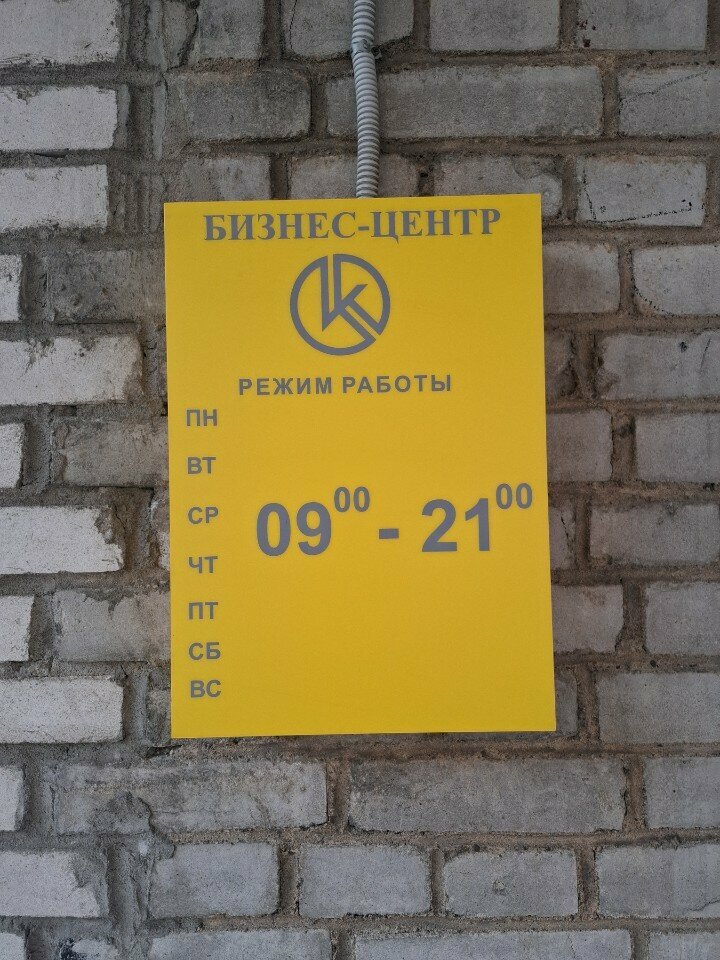 БИЗНЕС-ЦЕНТР
К
РЕЖИМ РАБОТЫ
ПН
ВТ
СР
09⁰⁰ - 21⁰⁰
ЧТ
ПТ
СБ
ВС